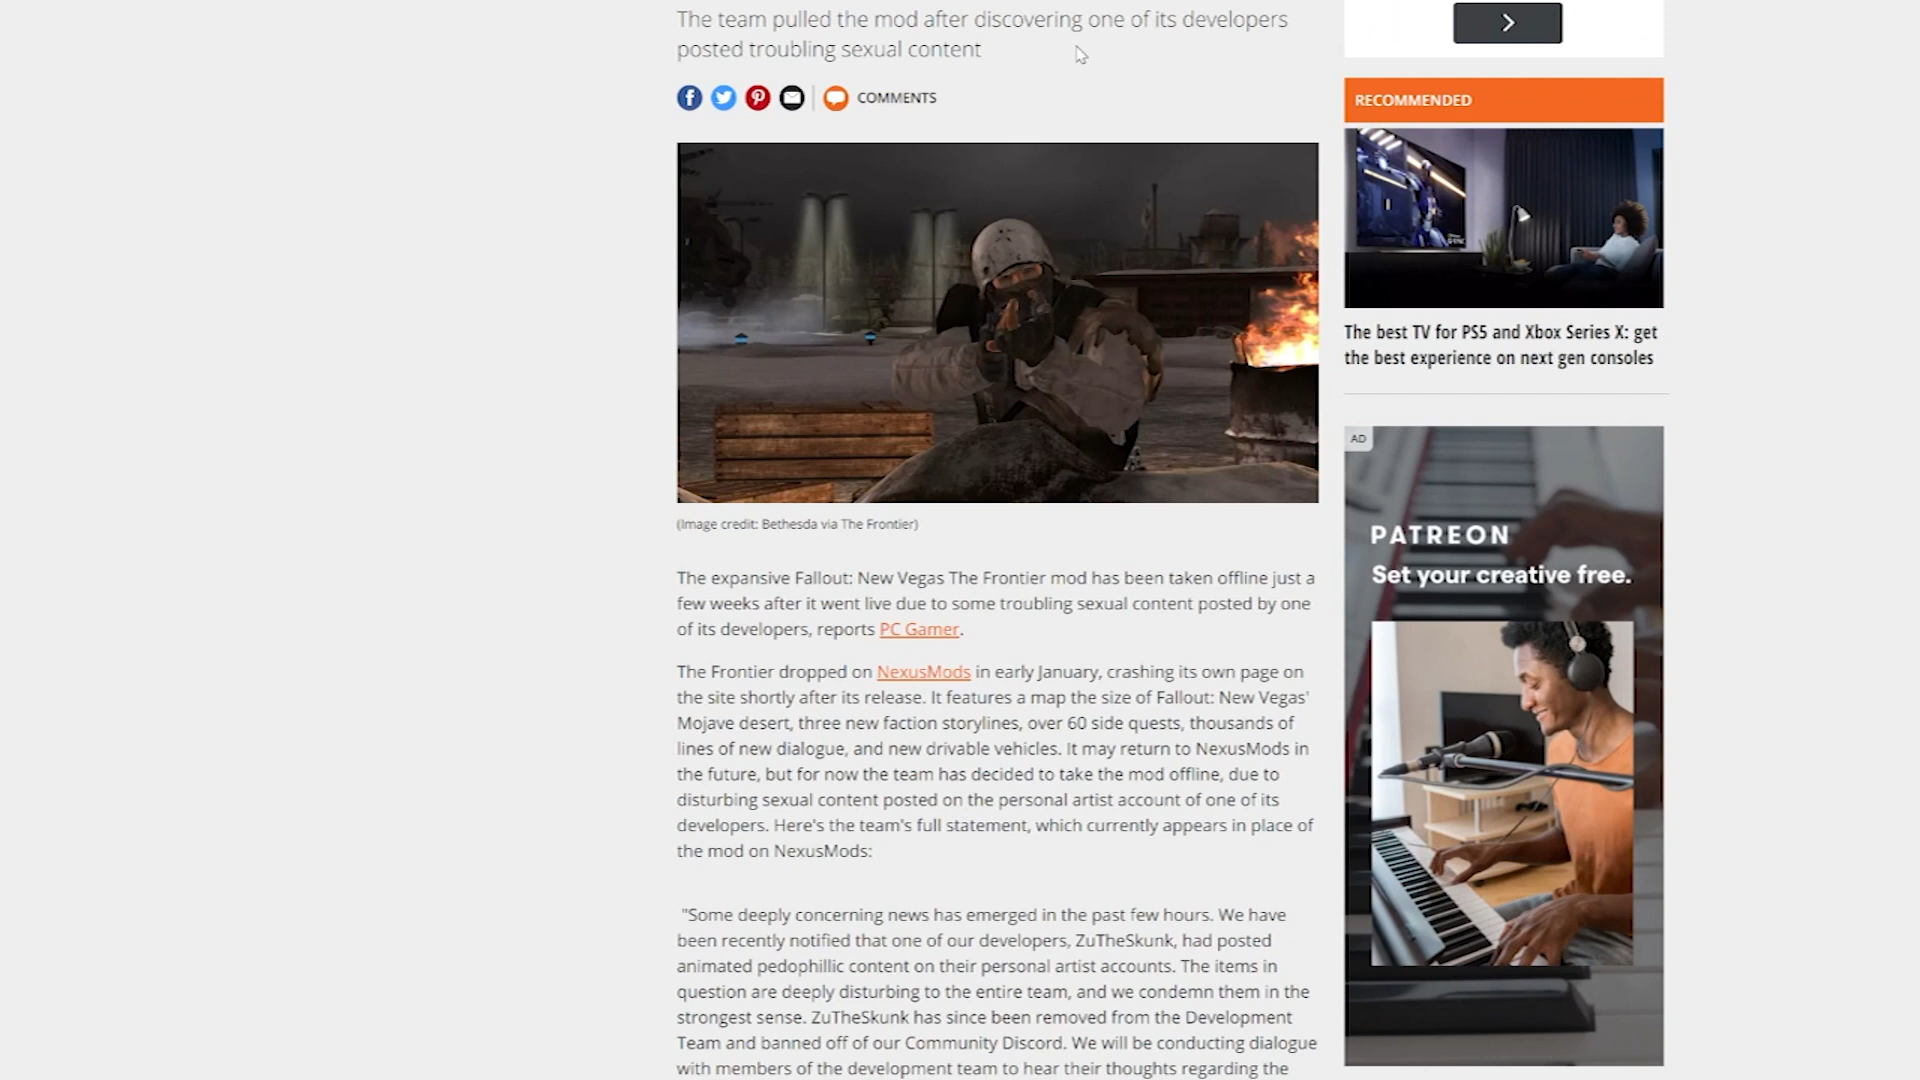 The team pulled the mod after discovering one of its developers
posted troubling sexual content
COMMENTS
(Image credit: Bethesda via The Frontier)
The expansive Fallout: New Vegas The Frontier mod has been taken offline just a
few weeks after it went live due to some troubling sexual content posted by one
of its developers, reports PC Gamer.
The Frontier dropped on NexusMods in early January, crashing its own page on
the site shortly after its release. It features a map the size of Fallout: New Vegas'
Mojave desert, three new faction storylines, over 60 side quests, thousands of
lines of new dialogue, and new drivable vehicles. It may return to NexusMods in
the future, but for now the team has decided to take the mod offline, due to
disturbing sexual content posted on the personal artist account of one of its
developers. Here's the team's full statement, which currently appears in place of
the mod on NexusMods:
"Some deeply concerning news has emerged in the past few hours. We have
been recently notified that one of our developers, ZuTheSkunk, had posted
animated pedophillic content on their personal artist accounts. The items in
question are deeply disturbing to the entire team, and we condemn them in the
strongest sense. ZuTheSkunk has since been removed from the Development
Team and banned off of our Community Discord. We will be conducting dialogue
with members of the development team to hear their thoughts regarding the
RECOMMENDED
The best TV for PS5 and Xbox Series X: get
the best experience on next gen consoles
AD
PATREON
Set your creative free.